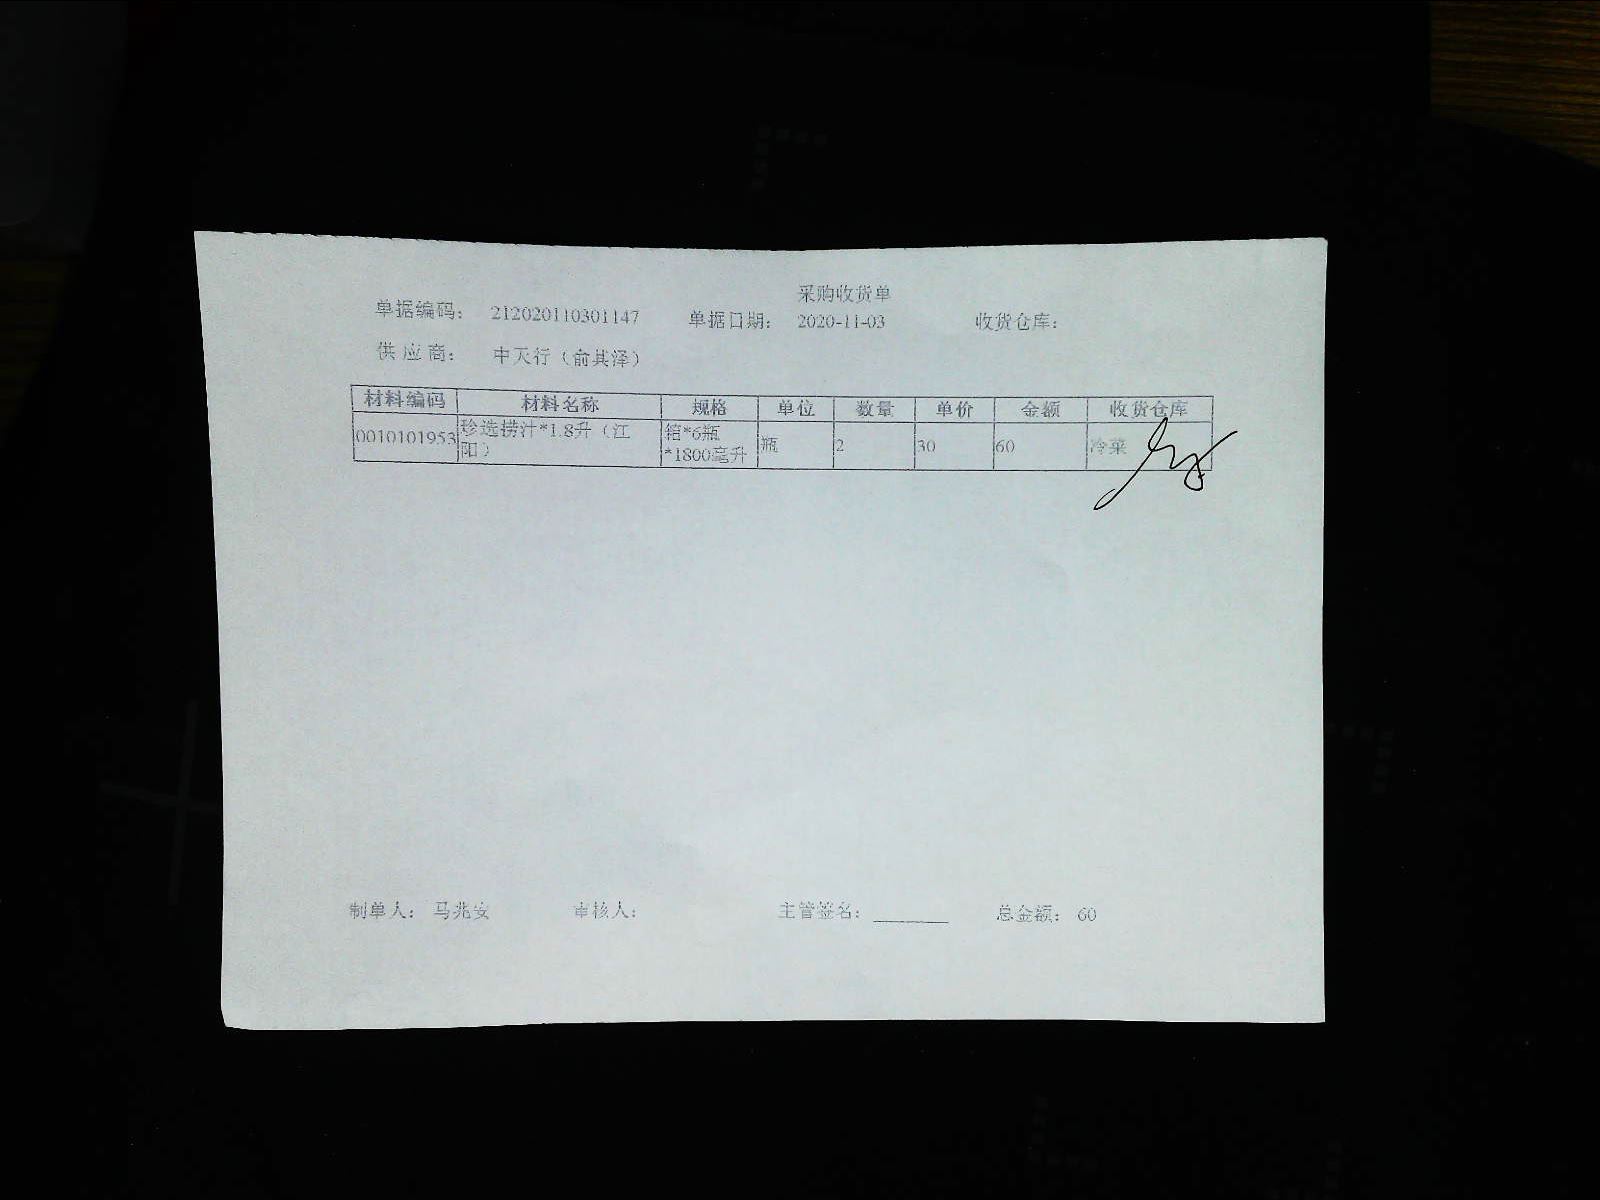 采购收货单
单据编码： 212020110301147 单据日期： 2020-11-03 收货仓库：
供 应 商： 中天行（俞其泽）
材料编码 材料名称 规格 单位 数量 单价 金额 收货仓库
0010101953 珍选捞汁*1.8升（江阳） 箱*6瓶*1800毫升 瓶 2 30 60 冷菜
制单人： 马兆安 审核人： 主管签名： 总金额： 60